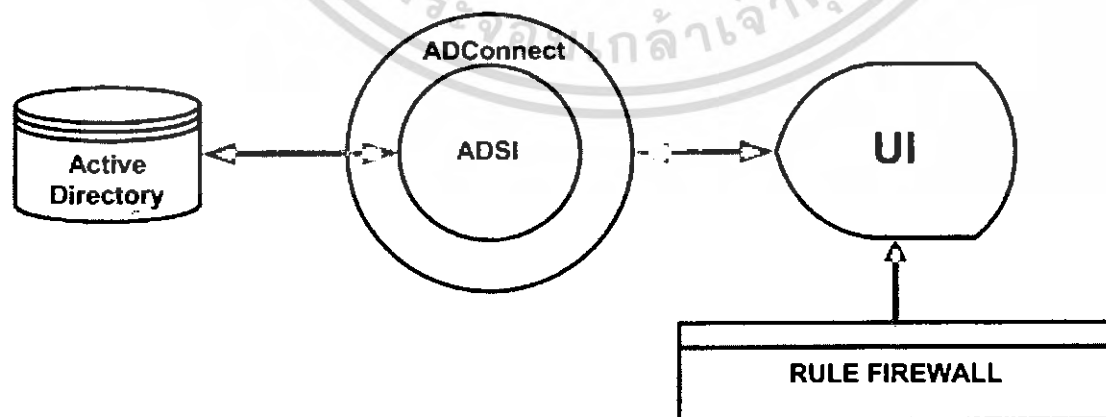 ADConnect
ADSI
Active
Directory
UI
RULE FIREWALL